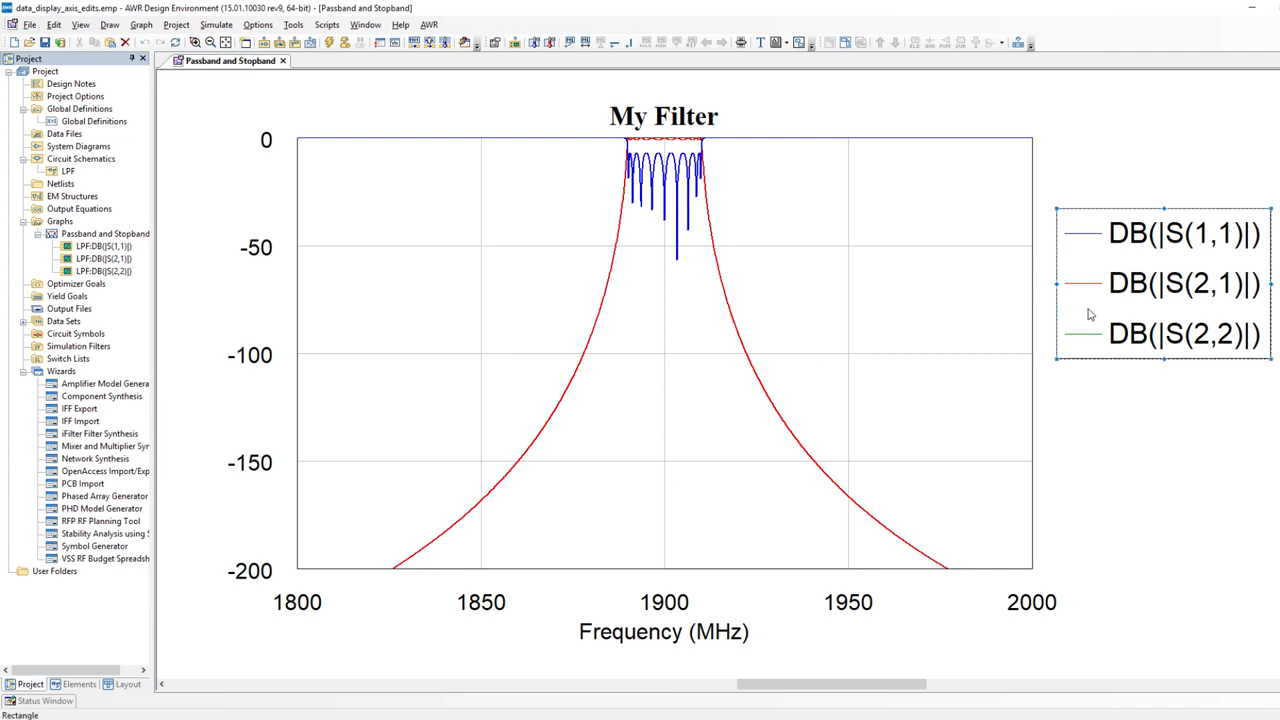 data_display_axis_edits.emp - AWR Design Environment (15.01.10030 rev9, 64-bit) - [Passband and Stopband]
File Edit View Draw Graph Project Simulate Options Tools Scripts Window Help AWR
Project
Passband and Stopband
Project
Design Notes
Project Options
Global Definitions
Global Definitions
Data Files
System Diagrams
Circuit Schematics
LPF
Netlists
EM Structures
Output Equations
Graphs
Passband and Stopband
LPF:DB(|S(1,1)|)
LPF:DB(|S(2,1)|)
LPF:DB(|S(2,2)|)
Optimizer Goals
Yield Goals
Output Files
Data Sets
Circuit Symbols
Simulation Filters
Switch Lists
Wizards
Amplifier Model Genera
Component Synthesis
IFF Export
IFF Import
iFilter Filter Synthesis
Mixer and Multiplier Syr
Network Synthesis
OpenAccess Import/Exp
PCB Import
Phased Array Generator
PHD Model Generator
RFP RF Planning Tool
Stability Analysis using S
Symbol Generator
VSS RF Budget Spreadsh
User Folders
Project Elements Layout
Status Window
Rectangle
My Filter
0
-50
-100
-150
-200
1800 1850 1900 1950 2000
Frequency (MHz)
DB(|S(1,1)|)
DB(|S(2,1)|)
DB(|S(2,2)|)